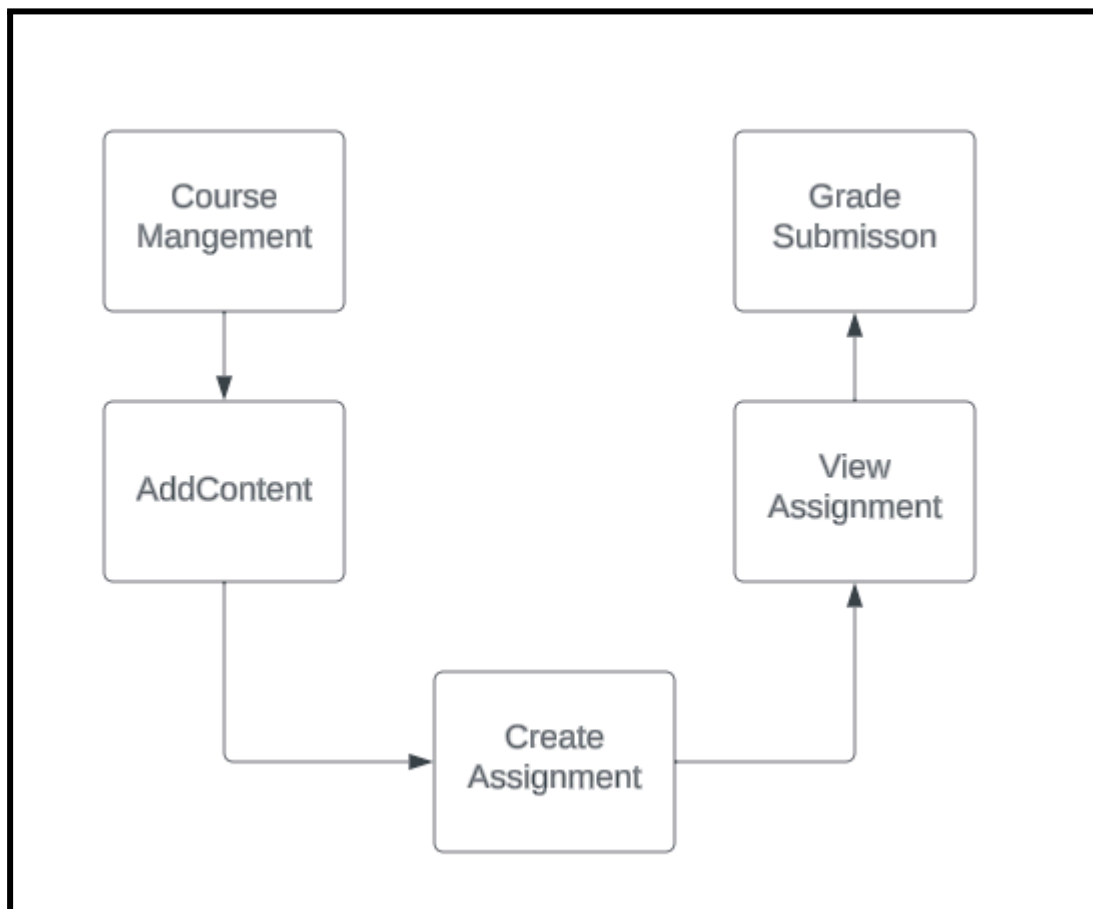 Course
Mangement
Grade
Submisson
AddContent
View
Assignment
Create
Assignment